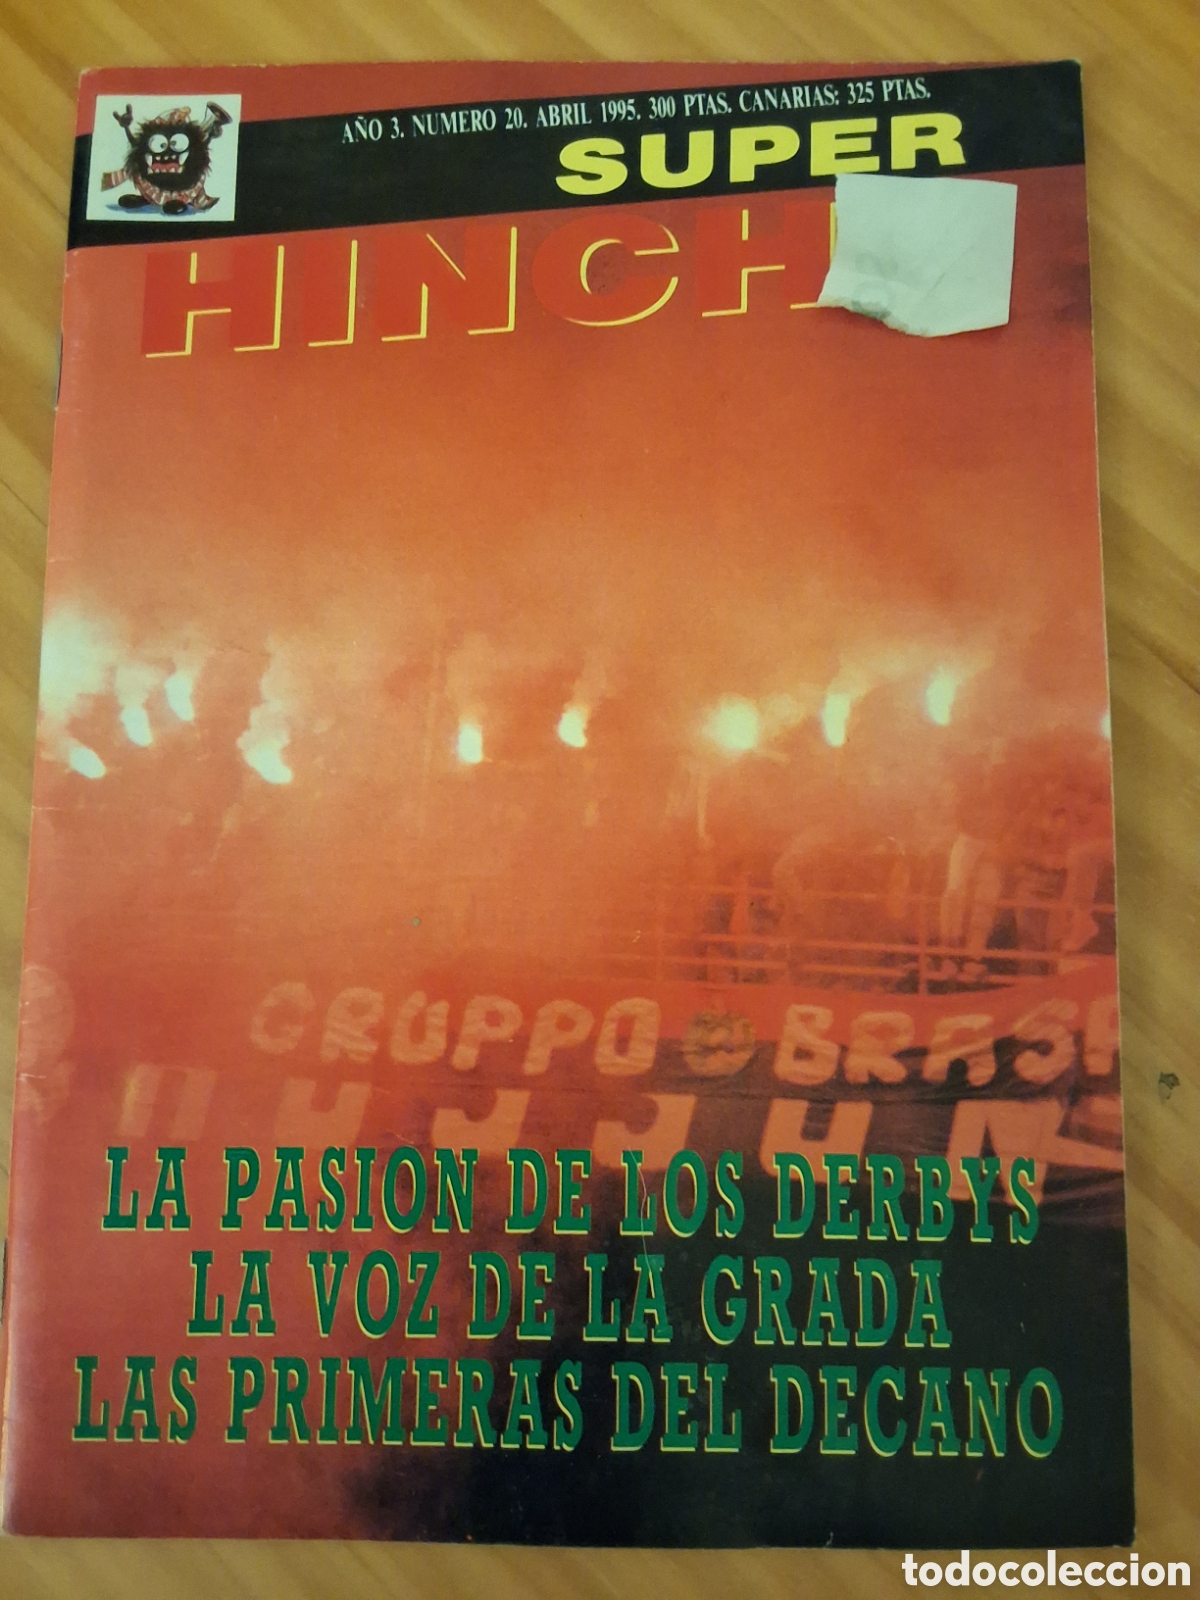 AÑO 3. NUMERO 20. ABRIL 1995. 300 PTAS. CANARIAS: 325 PTAS.
SUPER
HINCH
GRUPPO BRASA
LA PASION DE LOS DERBYS
LA VOZ DE LA GRADA
LAS PRIMERAS DEL DECANO
todocoleccion